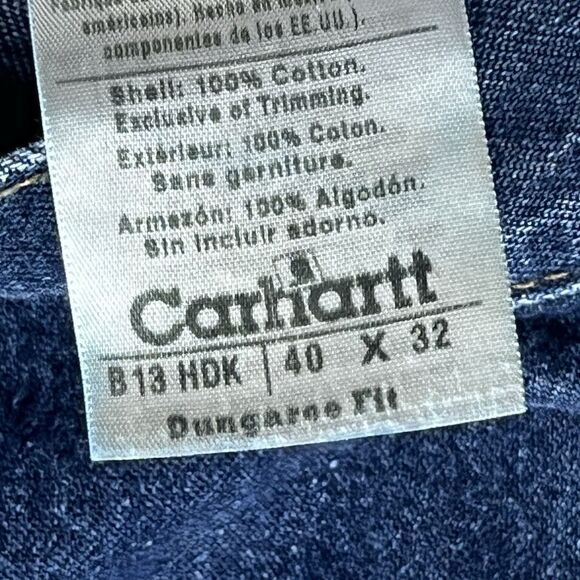 américains). Hecho en
componentes de los EE.UU.).
Shell: 100% Cotton.
Exclusive of Trimming.
Extérieur: 100% Coton.
Sans garniture.
Armazón: 100% Algodón.
Sin incluir adorno.
Carhartt
B13 HDK | 40 X 32
Dungaree Fit